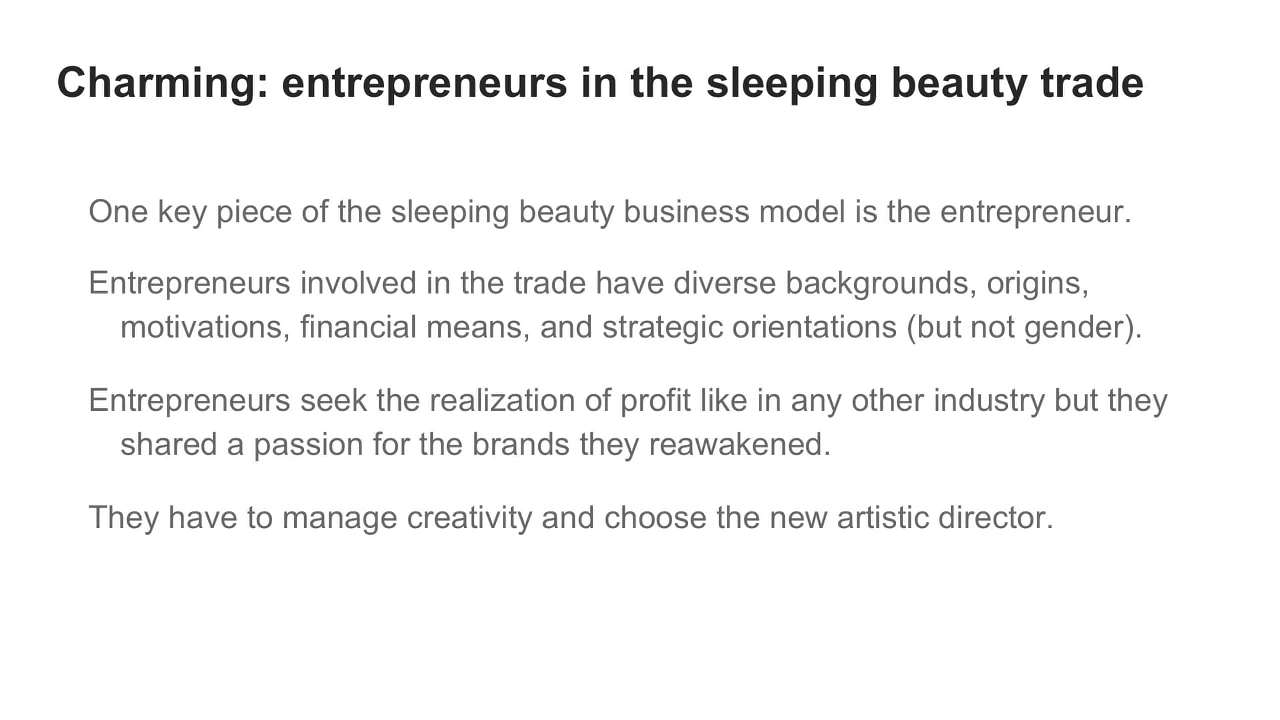 Charming: entrepreneurs in the sleeping beauty trade
One key piece of the sleeping beauty business model is the entrepreneur.
Entrepreneurs involved in the trade have diverse backgrounds, origins,
motivations, financial means, and strategic orientations (but not gender).
Entrepreneurs seek the realization of profit like in any other industry but they
shared a passion for the brands they reawakened.
They have to manage creativity and choose the new artistic director.